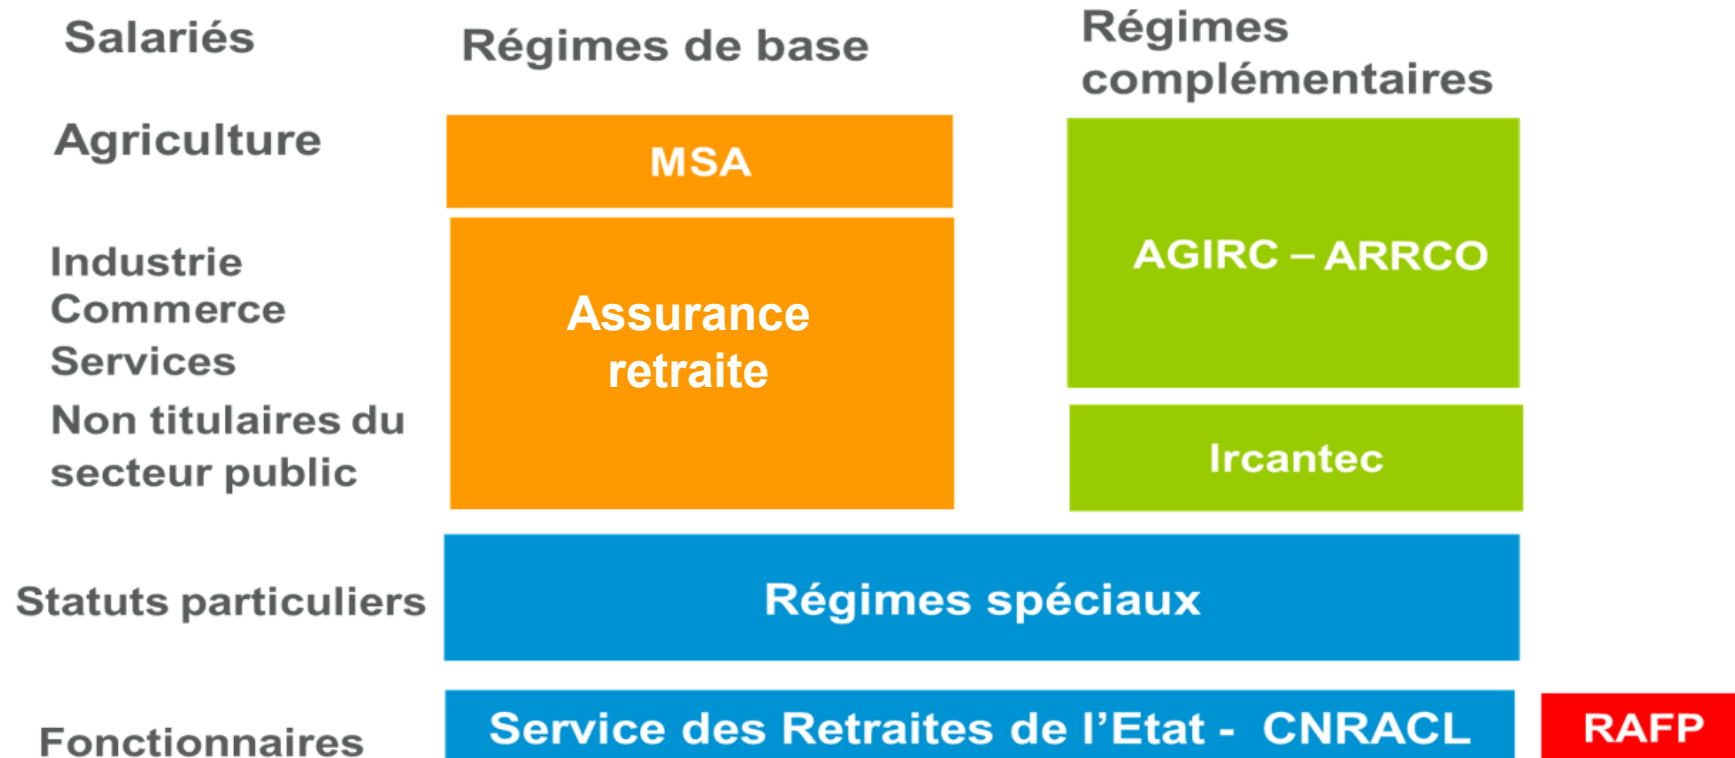 Salariés
Régimes de base
Régimes
complémentaires
Agriculture
MSA
AGIRC – ARRCO
Industrie
Commerce
Services
Assurance
retraite
Non titulaires du
secteur public
Ircantec
Statuts particuliers
Régimes spéciaux
Fonctionnaires
Service des Retraites de l’Etat - CNRACL
RAFP